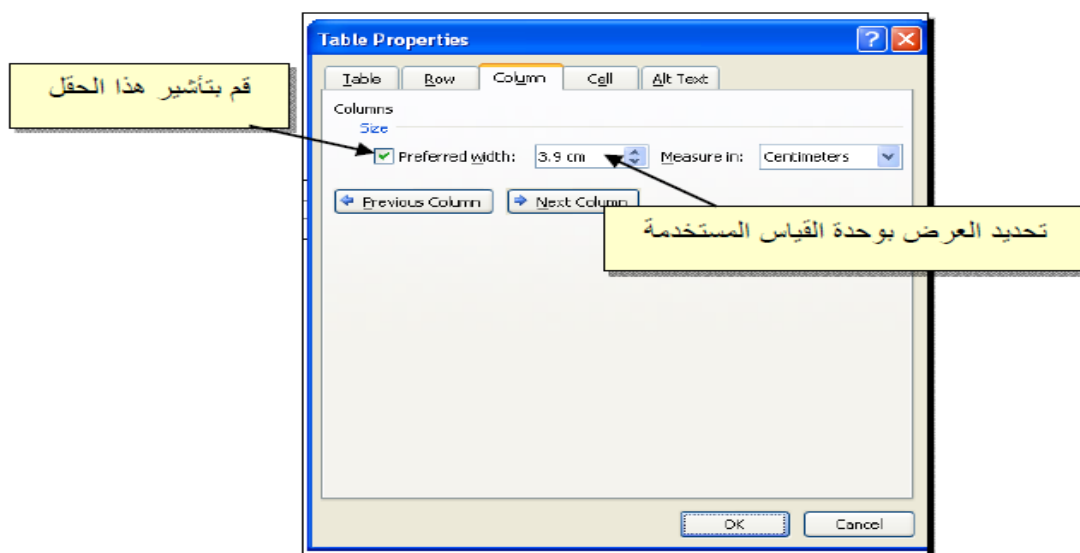 Table Properties
Table Row Column Cell Alt Text
قم بتأشير هذا الحقل
Columns
Size
Preferred width: 3.9 cm Measure in: Centimeters
Previous Column Next Column
تحديد العرض بوحدة القياس المستخدمة
OK Cancel